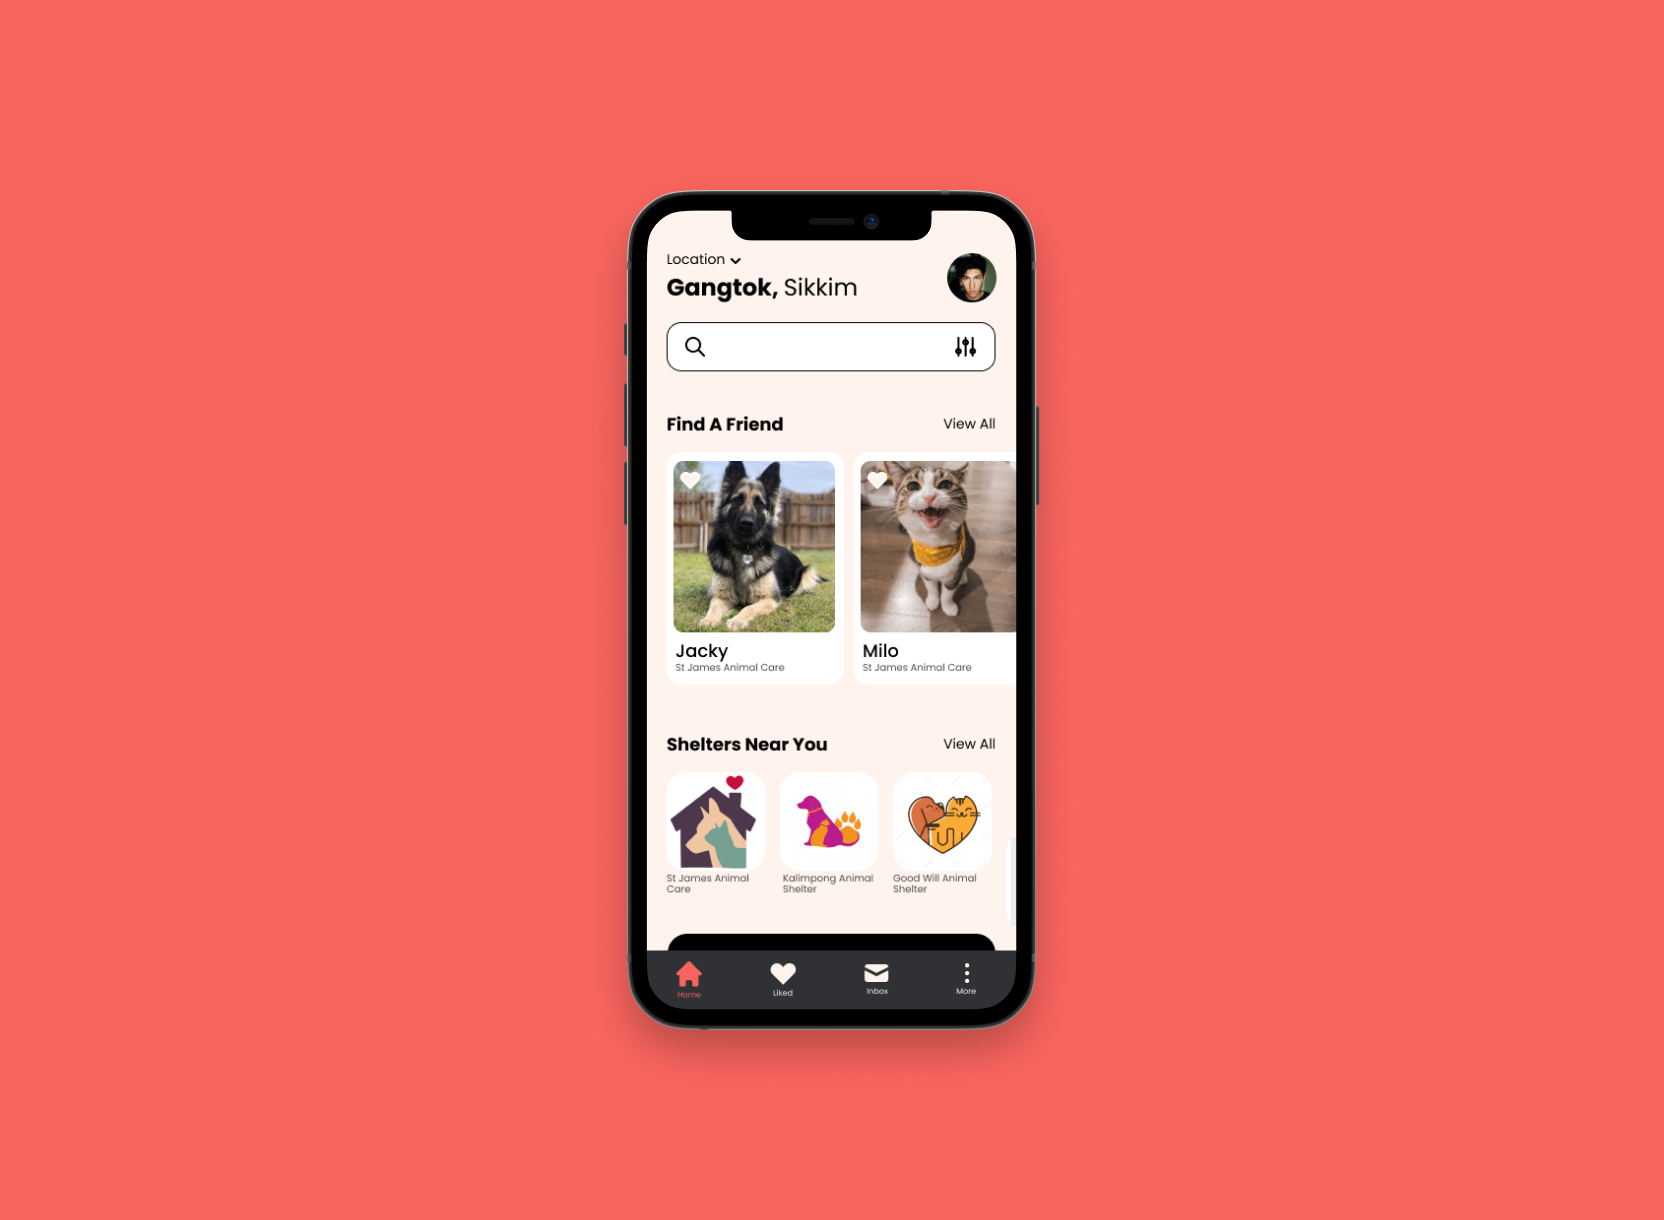 Location
Gangtok, Sikkim
Find A Friend
View All
Jacky
St James Animal Care
Milo
St James Animal Care
Shelters Near You
View All
St James Animal
Care
Kalimpong Animal
Shelter
Good Will Animal
Shelter
Home
Liked
Inbox
More